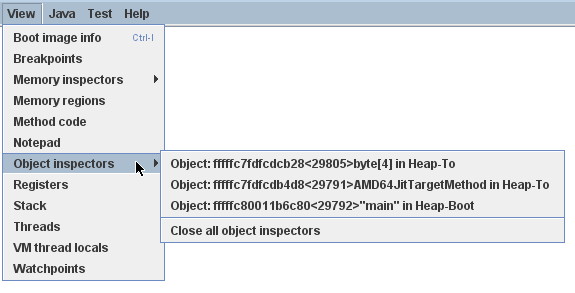 View Java Test Help
Boot image info Ctrl-I
Breakpoints
Memory inspectors
Memory regions
Method code
Notepad
Object inspectors
Object: fffffc7fdfcdcb28<29805>byte[4] in Heap-To
Registers
Object: fffffc7fdfcdb4d8<29791>AMD64JitTargetMethod in Heap-To
Stack
Object: fffffc80011b6c80<29792>"main" in Heap-Boot
Threads
Close all object inspectors
VM thread locals
Watchpoints